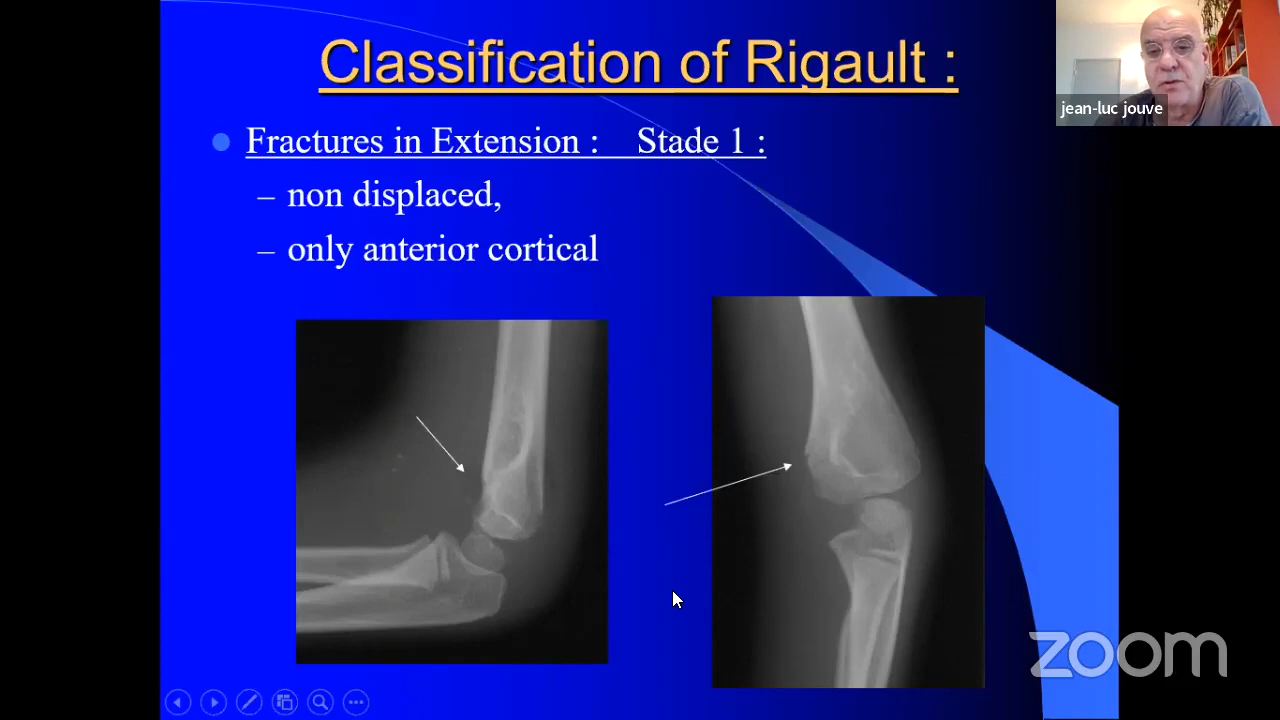 Classification of Rigault :
jean-luc jouve
Fractures in Extension : Stade 1 :
– non displaced,
– only anterior cortical
zoom